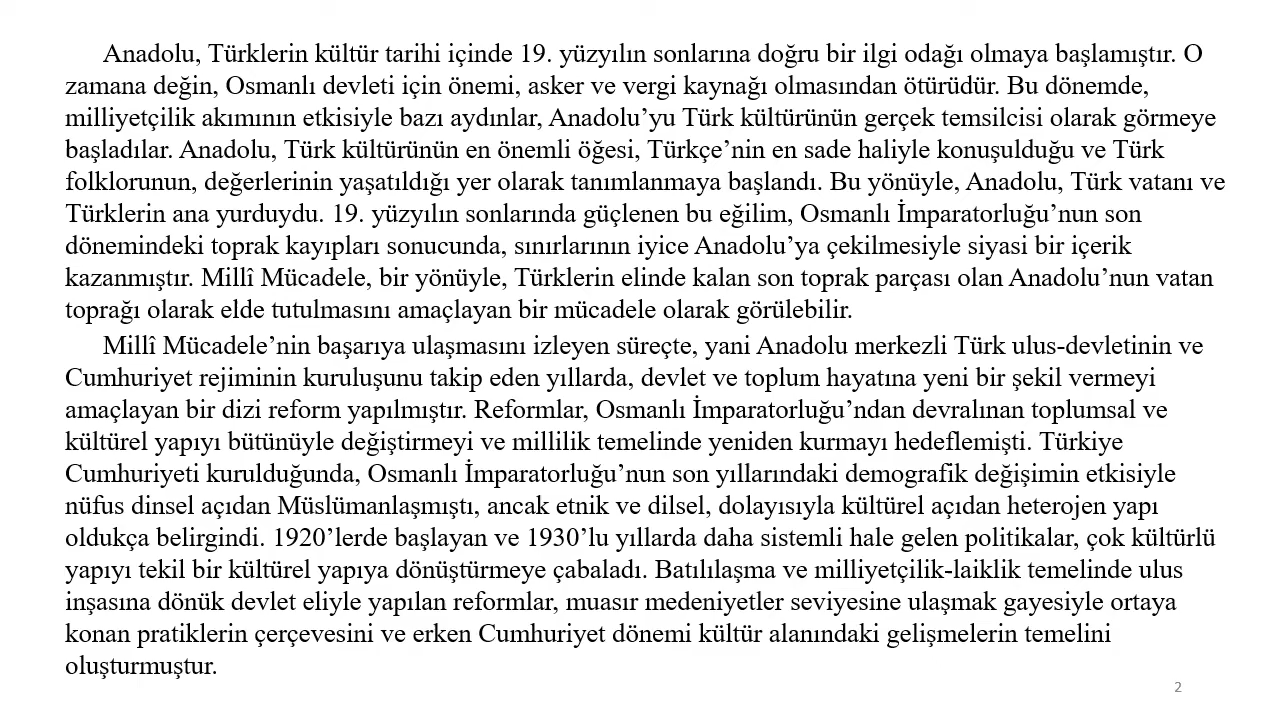 Anadolu, Türklerin kültür tarihi içinde 19. yüzyılın sonlarına doğru bir ilgi odağı olmaya başlamıştır. O
zamana değin, Osmanlı devleti için önemi, asker ve vergi kaynağı olmasından ötürüdür. Bu dönemde,
milliyetçilik akımının etkisiyle bazı aydınlar, Anadolu’yu Türk kültürünün gerçek temsilcisi olarak görmeye
başladılar. Anadolu, Türk kültürünün en önemli öğesi, Türkçe’nin en sade haliyle konuşulduğu ve Türk
folklorunun, değerlerinin yaşatıldığı yer olarak tanımlanmaya başlandı. Bu yönüyle, Anadolu, Türk vatanı ve
Türklerin ana yurduydu. 19. yüzyılın sonlarında güçlenen bu eğilim, Osmanlı İmparatorluğu’nun son
dönemindeki toprak kayıpları sonucunda, sınırlarının iyice Anadolu’ya çekilmesiyle siyasi bir içerik
kazanmıştır. Millî Mücadele, bir yönüyle, Türklerin elinde kalan son toprak parçası olan Anadolu’nun vatan
toprağı olarak elde tutulmasını amaçlayan bir mücadele olarak görülebilir.
Millî Mücadele’nin başarıya ulaşmasını izleyen süreçte, yani Anadolu merkezli Türk ulus-devletinin ve
Cumhuriyet rejiminin kuruluşunu takip eden yıllarda, devlet ve toplum hayatına yeni bir şekil vermeyi
amaçlayan bir dizi reform yapılmıştır. Reformlar, Osmanlı İmparatorluğu’ndan devralınan toplumsal ve
kültürel yapıyı bütünüyle değiştirmeyi ve millilik temelinde yeniden kurmayı hedeflemişti. Türkiye
Cumhuriyeti kurulduğunda, Osmanlı İmparatorluğu’nun son yıllarındaki demografik değişimin etkisiyle
nüfus dinsel açıdan Müslümanlaşmıştı, ancak etnik ve dilsel, dolayısıyla kültürel açıdan heterojen yapı
oldukça belirgindi. 1920’lerde başlayan ve 1930’lu yıllarda daha sistemli hale gelen politikalar, çok kültürlü
yapıyı tekil bir kültürel yapıya dönüştürmeye çabaladı. Batılılaşma ve milliyetçilik-laiklik temelinde ulus
inşasına dönük devlet eliyle yapılan reformlar, muasır medeniyetler seviyesine ulaşmak gayesiyle ortaya
konan pratiklerin çerçevesini ve erken Cumhuriyet dönemi kültür alanındaki gelişmelerin temelini
oluşturmuştur.
2